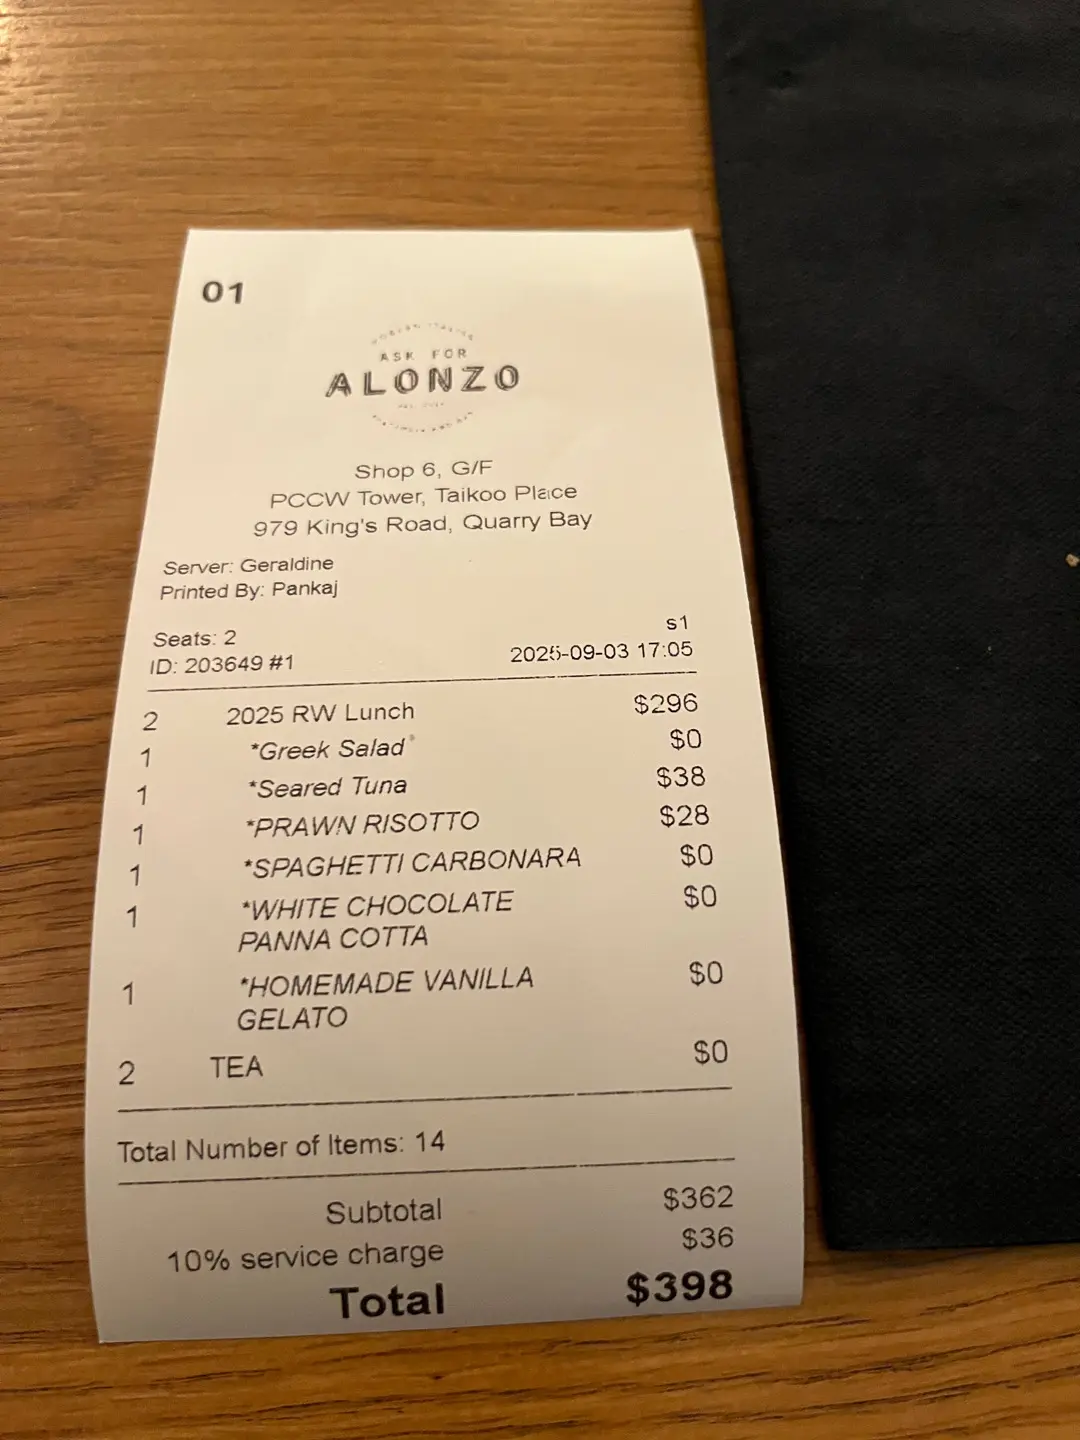 01
ASK FOR
ALONZO
Shop 6, G/F
PCCW Tower, Taikoo Place
979 King's Road, Quarry Bay
Server: Geraldine
Printed By: Pankaj
Seats: 2 s1
ID: 203649 #1 2025-09-03 17:05
2 2025 RW Lunch $296
1 *Greek Salad $0
1 *Seared Tuna $38
1 *PRAWN RISOTTO $28
1 *SPAGHETTI CARBONARA $0
1 *WHITE CHOCOLATE $0
PANNA COTTA
1 *HOMEMADE VANILLA $0
GELATO
2 TEA $0
Total Number of Items: 14
Subtotal $362
10% service charge $36
Total $398